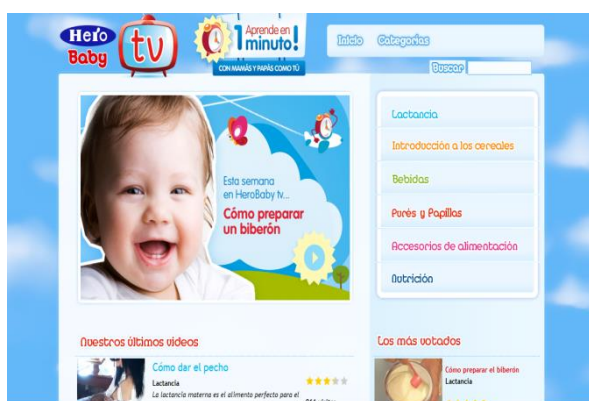 Hero
Baby
tv
Aprende en
1 minuto!
CON MAMÁS Y PAPÁS COMO TÚ
Inicio
Categorías
Buscar
Esta semana
en HeroBaby tv...
Cómo preparar
un biberón
Lactancia
Introducción a los cereales
Bebidas
Purés y Papillas
Accesorios de alimentación
Nutrición
Nuestros últimos videos
Cómo dar el pecho
Lactancia
La lactancia materna es el alimento perfecto para el
Los más votados
Cómo preparar el biberón
Lactancia